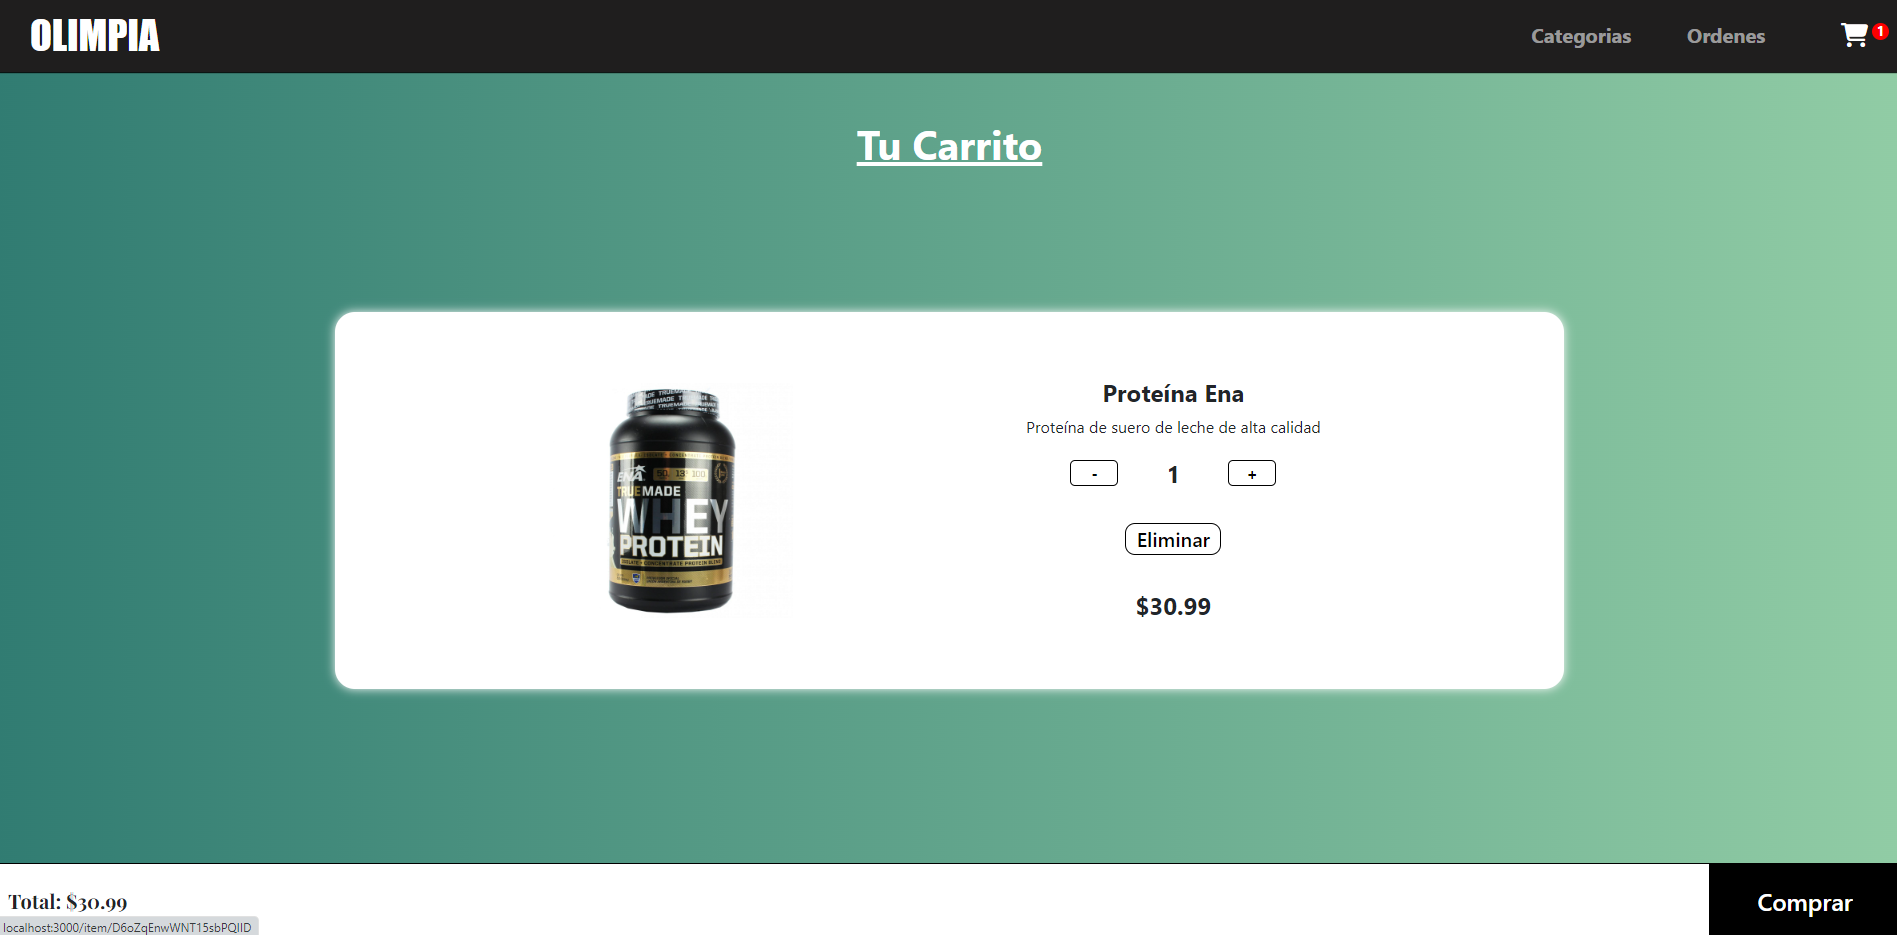 OLIMPIA
Categorias
Ordenes
1
Tu Carrito
ENA
TRUEMADE
WHEY
PROTEIN
Proteína Ena
Proteína de suero de leche de alta calidad
- 1 +
Eliminar
$30.99
Total: $30.99
Comprar
localhost:3000/item/D6oZqEnwWNT15sbPQIID